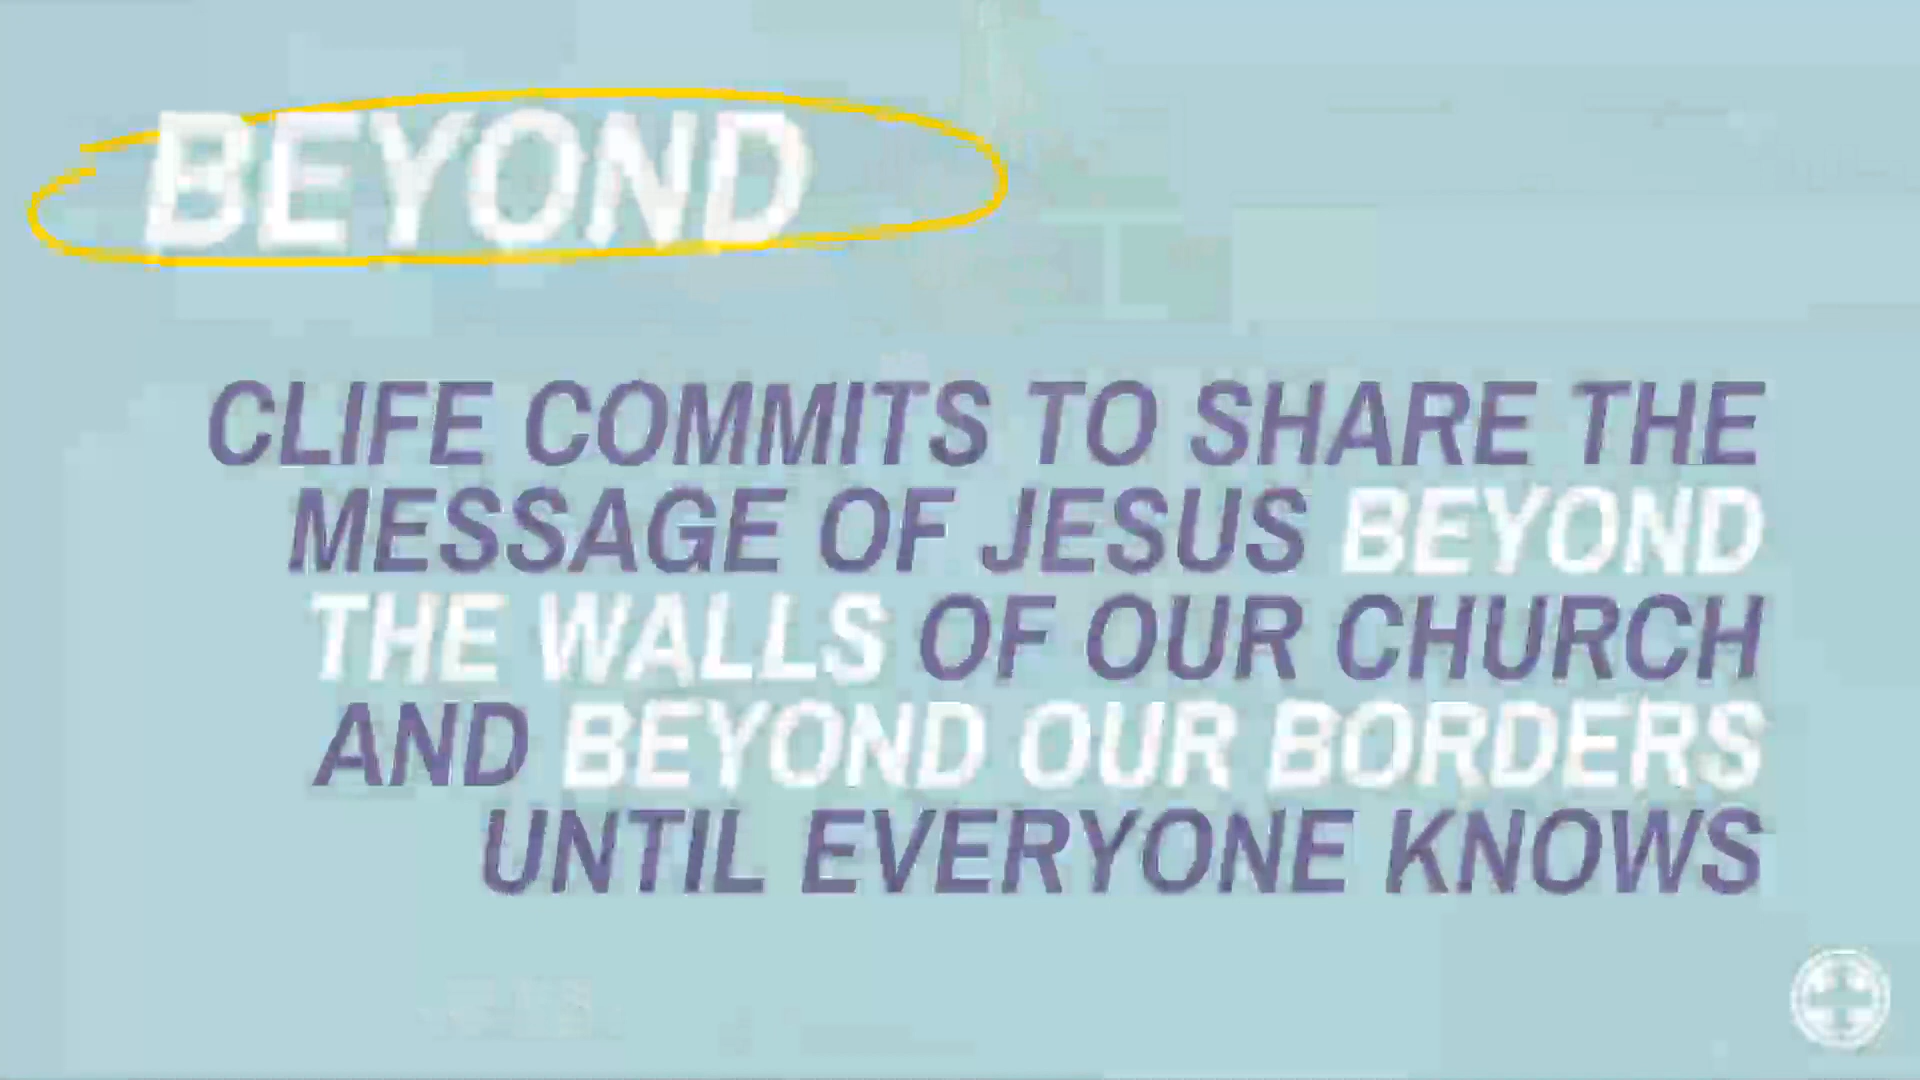 BEYOND
CLIFE COMMITS TO SHARE THE
MESSAGE OF JESUS BEYOND
THE WALLS OF OUR CHURCH
AND BEYOND OUR BORDERS
UNTIL EVERYONE KNOWS